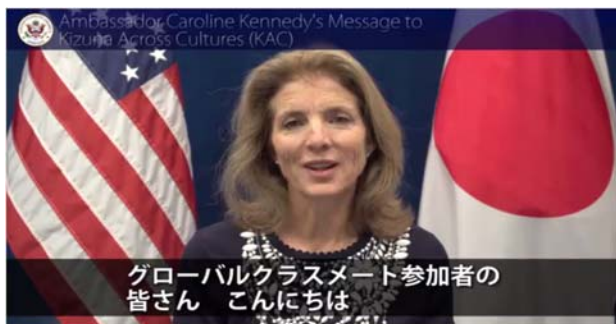 Ambassador Caroline Kennedy's Message to
Kizuna Across Cultures (KAC)
グローバルクラスメート参加者の
皆さん　こんにちは